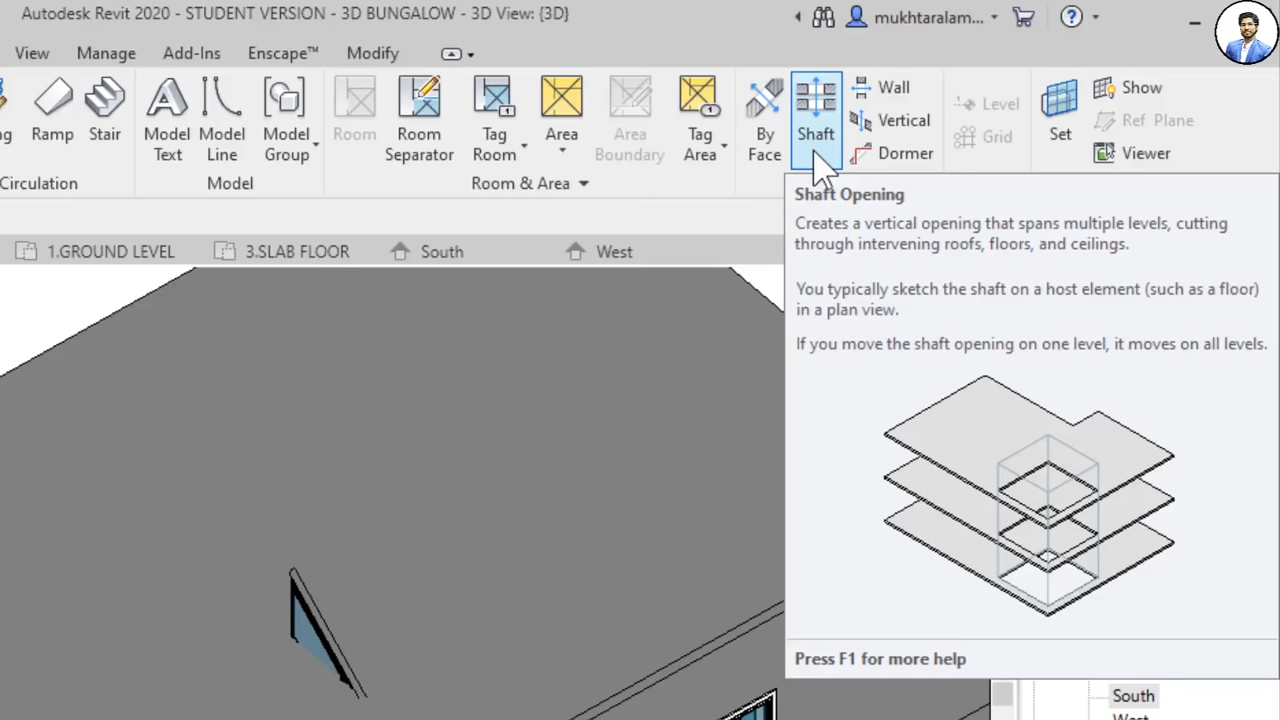 Autodesk Revit 2020 - STUDENT VERSION - 3D BUNGALOW - 3D View: {3D}
mukhtaralam...
View Manage Add-Ins Enscape™ Modify
Ramp
Stair
Model
Text
Model
Line
Model
Group
Room
Room
Separator
Tag
Room
Area
Area
Boundary
Tag
Area
By
Face
Shaft
Wall
Vertical
Dormer
Level
Grid
Set
Show
Ref Plane
Viewer
Circulation
Model
Room & Area
1.GROUND LEVEL
3.SLAB FLOOR
South
West
Shaft Opening
Creates a vertical opening that spans multiple levels, cutting
through intervening roofs, floors, and ceilings.
You typically sketch the shaft on a host element (such as a floor)
in a plan view.
If you move the shaft opening on one level, it moves on all levels.
Press F1 for more help
South
West